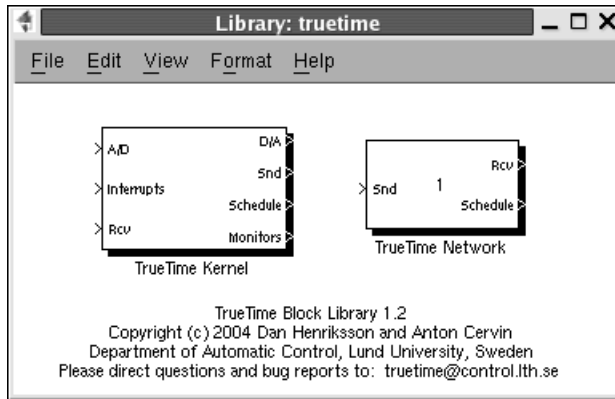 Library: truetime
File Edit View Format Help
A/D
Interrupts
Rcv
D/A
Snd
Schedule
Monitors
TrueTime Kernel
Snd
1
Rcv
Schedule
TrueTime Network
TrueTime Block Library 1.2
Copyright (c) 2004 Dan Henriksson and Anton Cervin
Department of Automatic Control, Lund University, Sweden
Please direct questions and bug reports to: truetime@control.lth.se